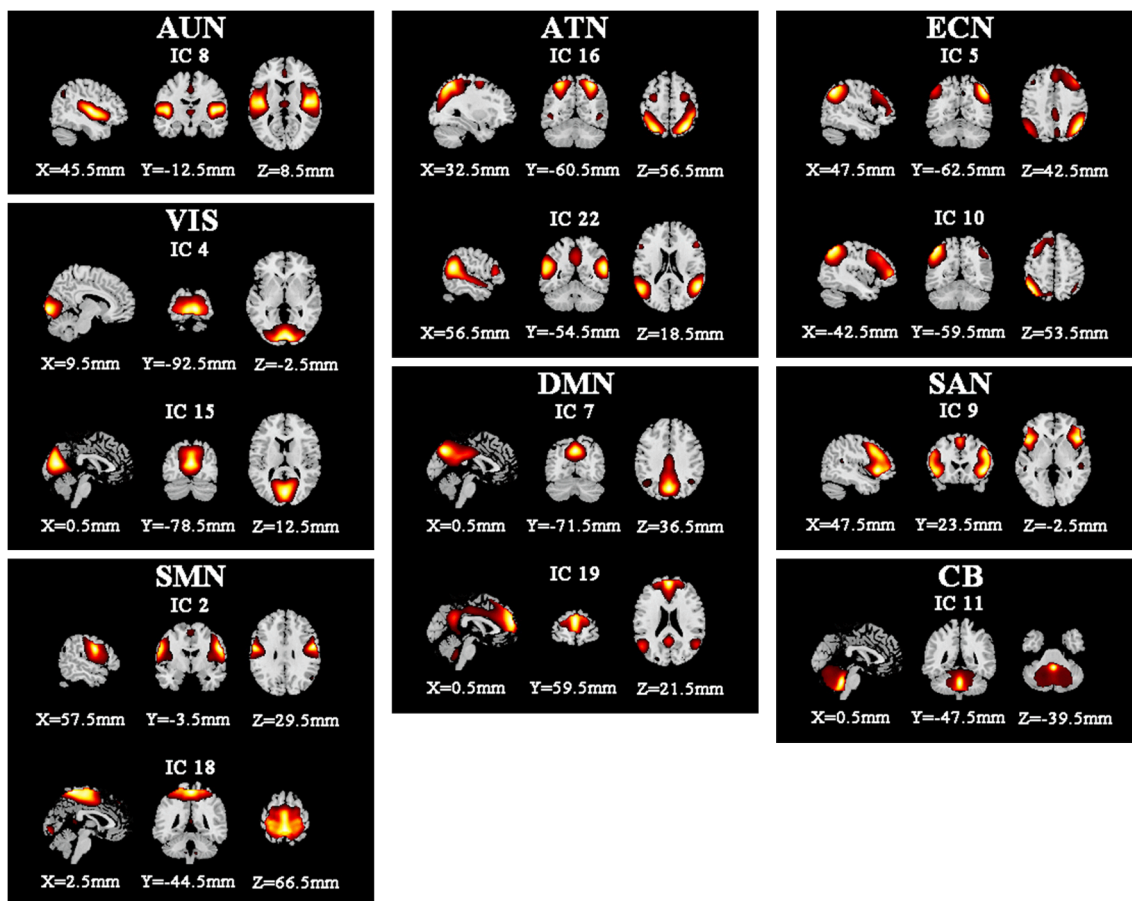 AUN
IC 8
X=45.5mm Y=-12.5mm Z=8.5mm
VIS
IC 4
X=9.5mm Y=-92.5mm Z=-2.5mm
IC 15
X=0.5mm Y=-78.5mm Z=12.5mm
SMN
IC 2
X=57.5mm Y=-3.5mm Z=29.5mm
IC 18
X=2.5mm Y=-44.5mm Z=66.5mm
ATN
IC 16
X=32.5mm Y=-60.5mm Z=56.5mm
IC 22
X=56.5mm Y=-54.5mm Z=18.5mm
DMN
IC 7
X=0.5mm Y=-71.5mm Z=36.5mm
IC 19
X=0.5mm Y=59.5mm Z=21.5mm
ECN
IC 5
X=47.5mm Y=-62.5mm Z=42.5mm
IC 10
X=-42.5mm Y=-59.5mm Z=53.5mm
SAN
IC 9
X=47.5mm Y=23.5mm Z=-2.5mm
CB
IC 11
X=0.5mm Y=-47.5mm Z=-39.5mm